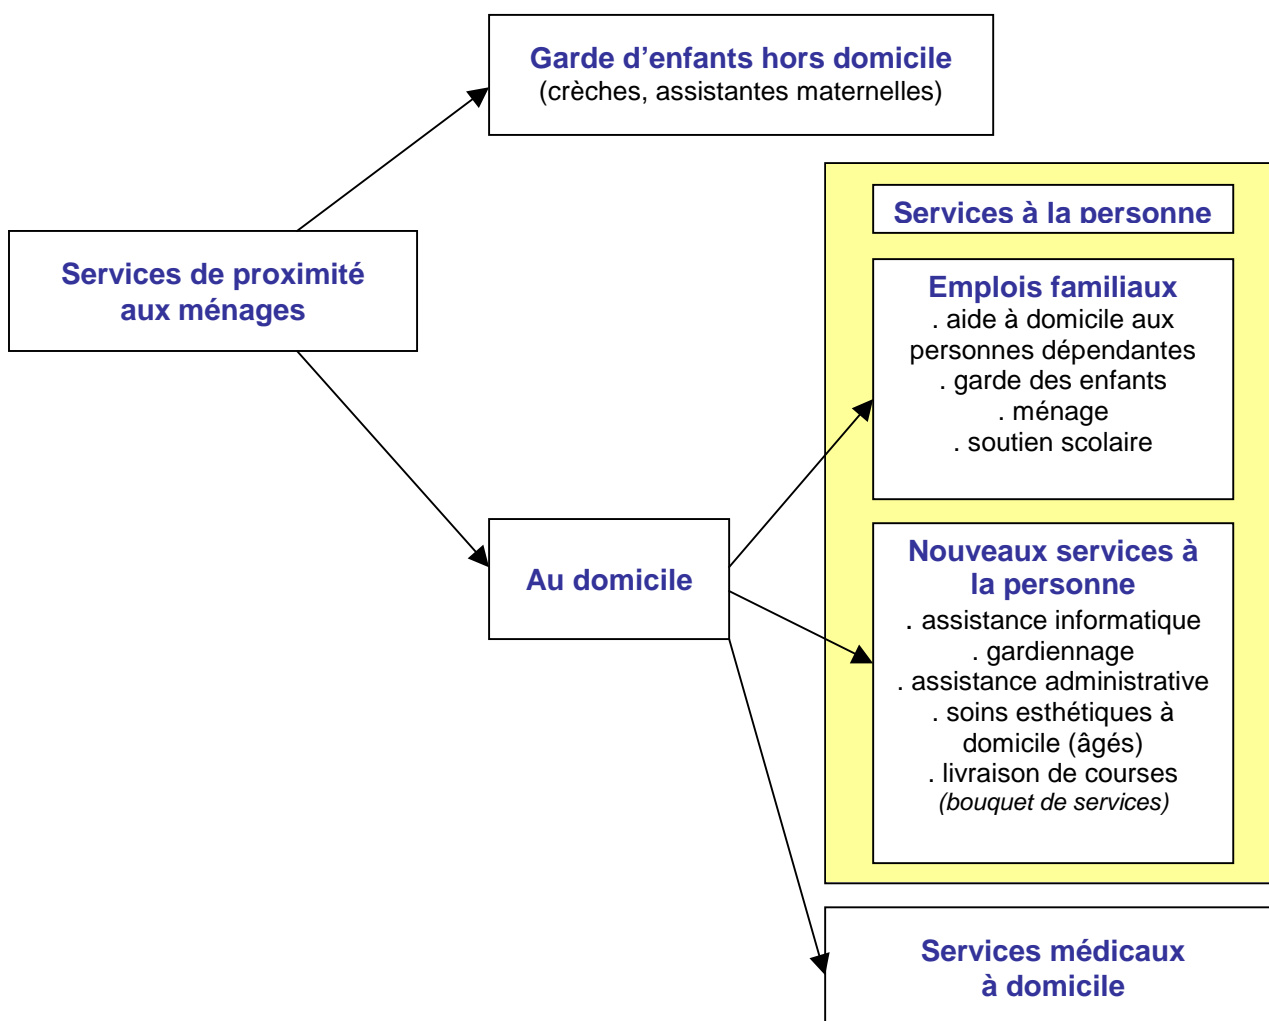 Garde d’enfants hors domicile
(crèches, assistantes maternelles)
Services de proximité
aux ménages
Services à la personne
Emplois familiaux
. aide à domicile aux
personnes dépendantes
. garde des enfants
. ménage
. soutien scolaire
Au domicile
Nouveaux services à
la personne
. assistance informatique
. gardiennage
. assistance administrative
. soins esthétiques à
domicile (âgés)
. livraison de courses
(bouquet de services)
Services médicaux
à domicile